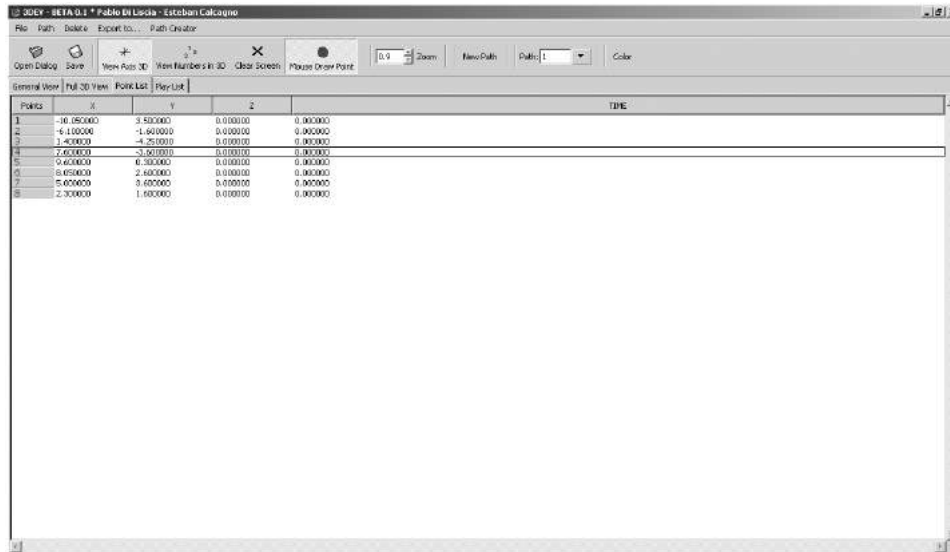 3DEV - BETA 0.1 * Pablo Di Liscia - Esteban Calcagno
File Path Delete Export to... Path Creator
Open Dialog Save View Axis 3D View Numbers in 3D Clear Screen Mouse Draw Point 0.9 Zoom New Path Path: 1 Color
General View Full 3D View Point List Play List
Points X Y Z TIME
1 -10.050000 3.500000 0.000000 0.000000
2 -6.100000 -1.600000 0.000000 0.000000
3 1.400000 -4.250000 0.000000 0.000000
4 7.600000 -3.600000 0.000000 0.000000
5 9.600000 0.300000 0.000000 0.000000
6 8.050000 2.600000 0.000000 0.000000
7 5.000000 3.600000 0.000000 0.000000
8 2.300000 1.600000 0.000000 0.000000